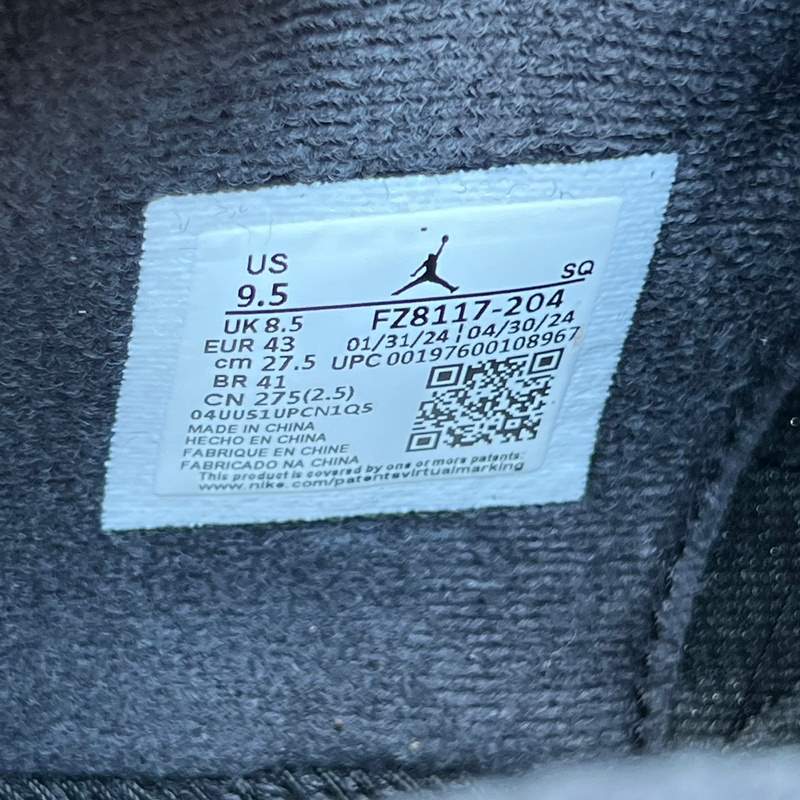 US
9.5
SQ
UK 8.5
FZ8117-204
EUR 43
01/31/24 04/30/24
cm 27.5
UPC 00197600108967
BR 41
CN 275(2.5)
04UUS1UPCN1Q5
MADE IN CHINA
HECHO EN CHINA
FABRIQUE EN CHINE
FABRICADO NA CHINA
This product is covered by one or more patents:
www.nike.com/patentsvirtualmarking